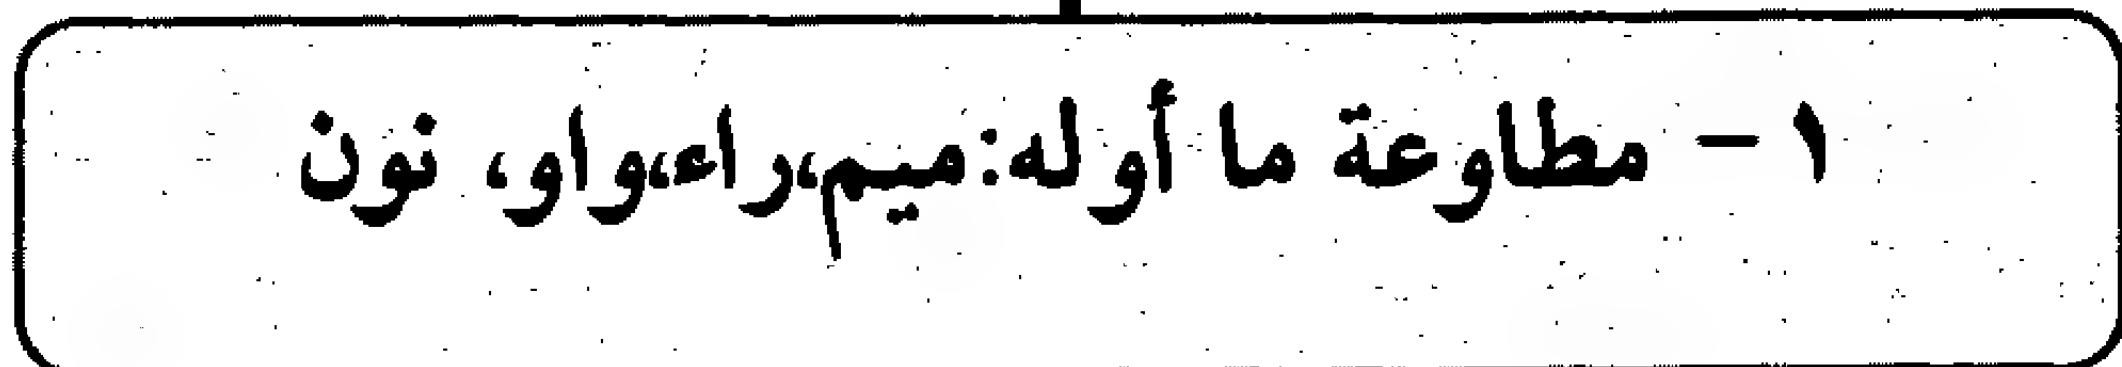 ١- مطاوعة ما أوله:ميم،راء،واو، نون